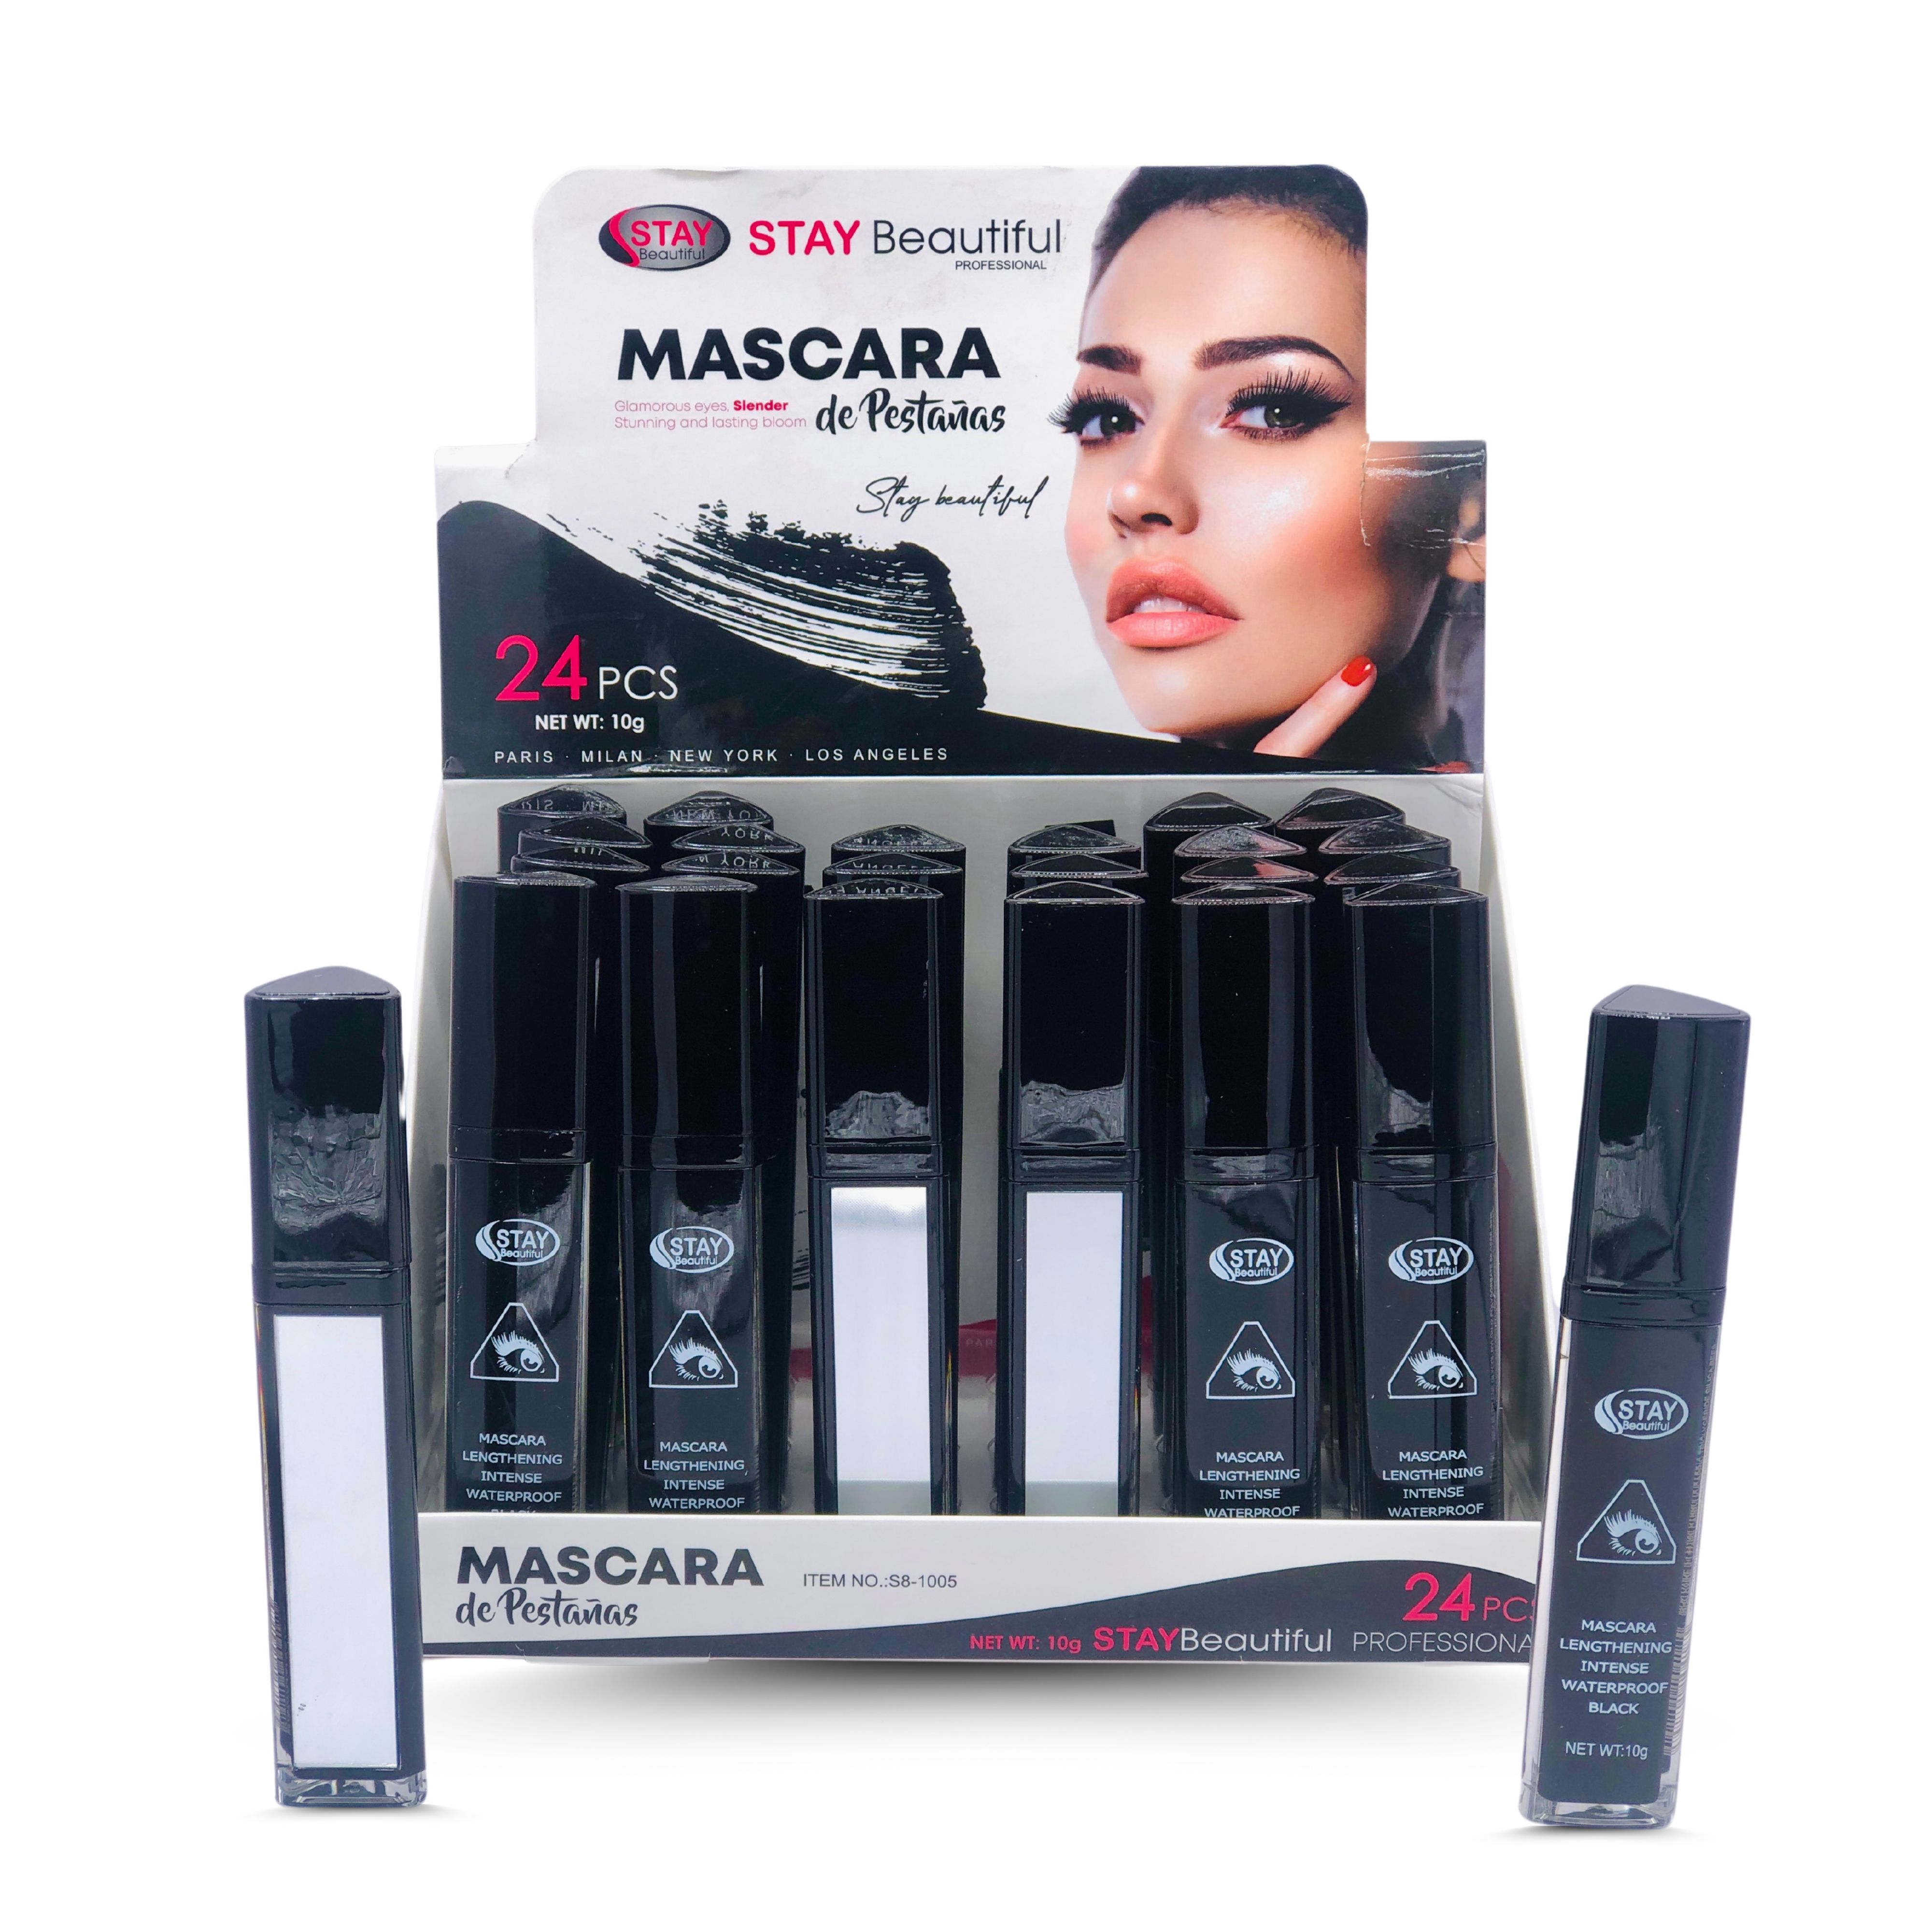 STAY
Beautiful
STAY Beautiful
PROFESSIONAL
MASCARA
de Pestañas
Glamorous eyes, Slender
Stunning and lasting bloom
Stay beautiful
24 PCS
NET WT: 10g
PARIS · MILAN · NEW YORK · LOS ANGELES
STAY
Beautiful
MASCARA
LENGTHENING
INTENSE
WATERPROOF
BLACK
STAY
Beautiful
MASCARA
LENGTHENING
INTENSE
WATERPROOF
STAY
Beautiful
MASCARA
LENGTHENING
INTENSE
WATERPROOF
STAY
Beautiful
MASCARA
LENGTHENING
INTENSE
WATERPROOF
STAY
Beautiful
MASCARA
LENGTHENING
INTENSE
WATERPROOF
BLACK
NET WT:10g
MASCARA
de Pestañas
ITEM NO.:S8-1005
24 PCS
NET WT: 10g STAYBeautiful PROFESSIONA